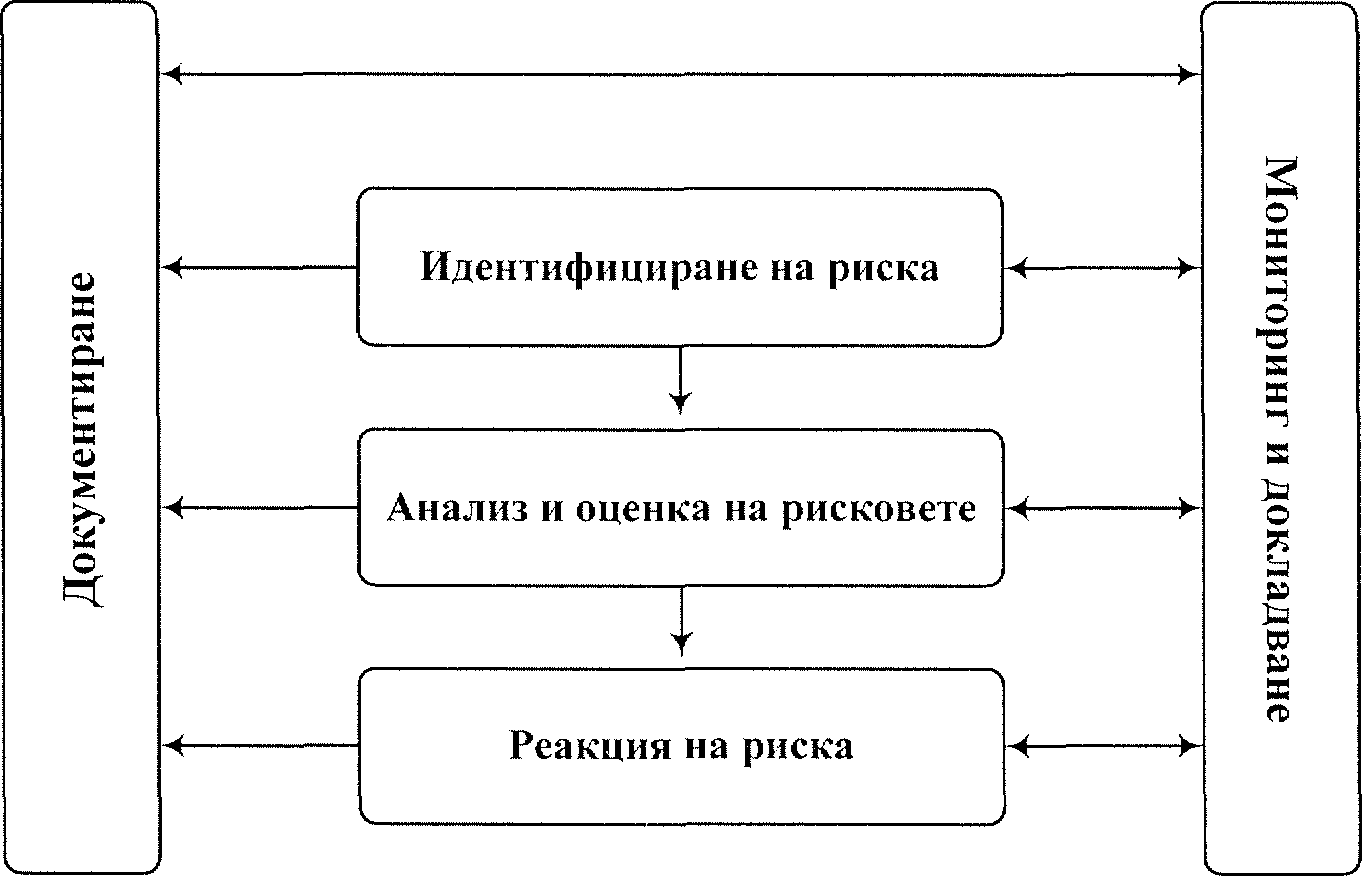 Документиране
Идентифициране на риска
Анализ и оценка на рисковете
Реакция на риска
Мониторинг и докладване